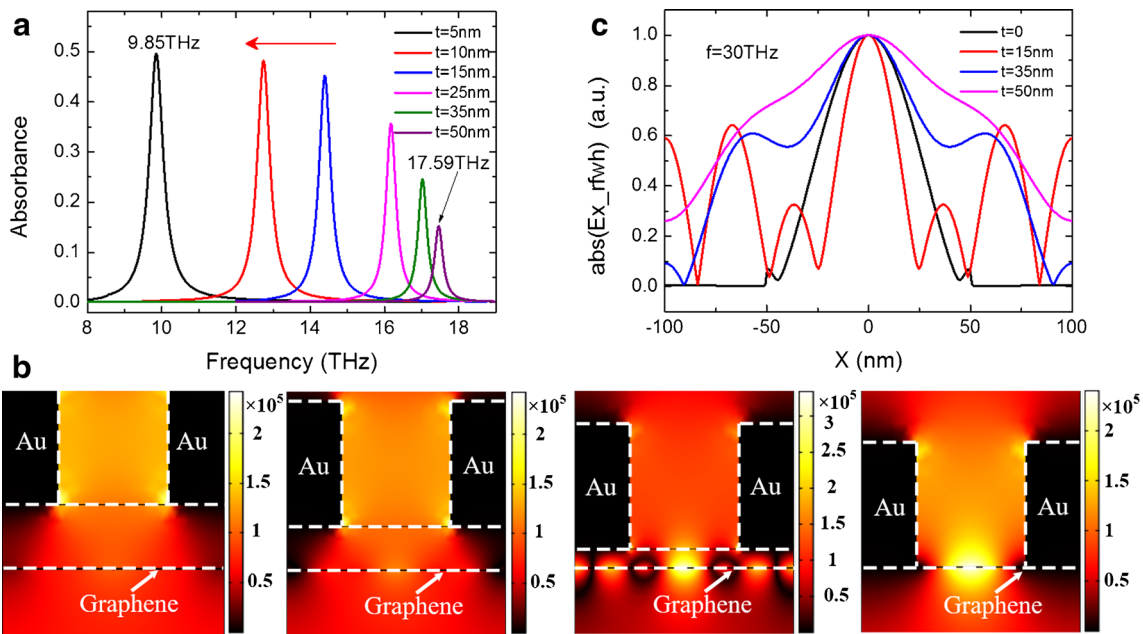 a
9.85THz
t=5nm
t=10nm
t=15nm
t=25nm
t=35nm
t=50nm
17.59THz
0.5
0.4
0.3
0.2
0.1
0.0
Absorbance
8 10 12 14 16 18
Frequency (THz)
c
f=30THz
t=0
t=15nm
t=35nm
t=50nm
1.0
0.8
0.6
0.4
0.2
0.0
abs(Ex_rfwh) (a.u.)
-100 -50 0 50 100
X (nm)
b
Au
Au
Graphene
×10⁵
2
1.5
1
0.5
Au
Au
Graphene
×10⁵
2
1.5
1
0.5
Au
Au
Graphene
×10⁵
3
2.5
2
1.5
1
0.5
Au
Au
Graphene
×10⁵
2
1.5
1
0.5